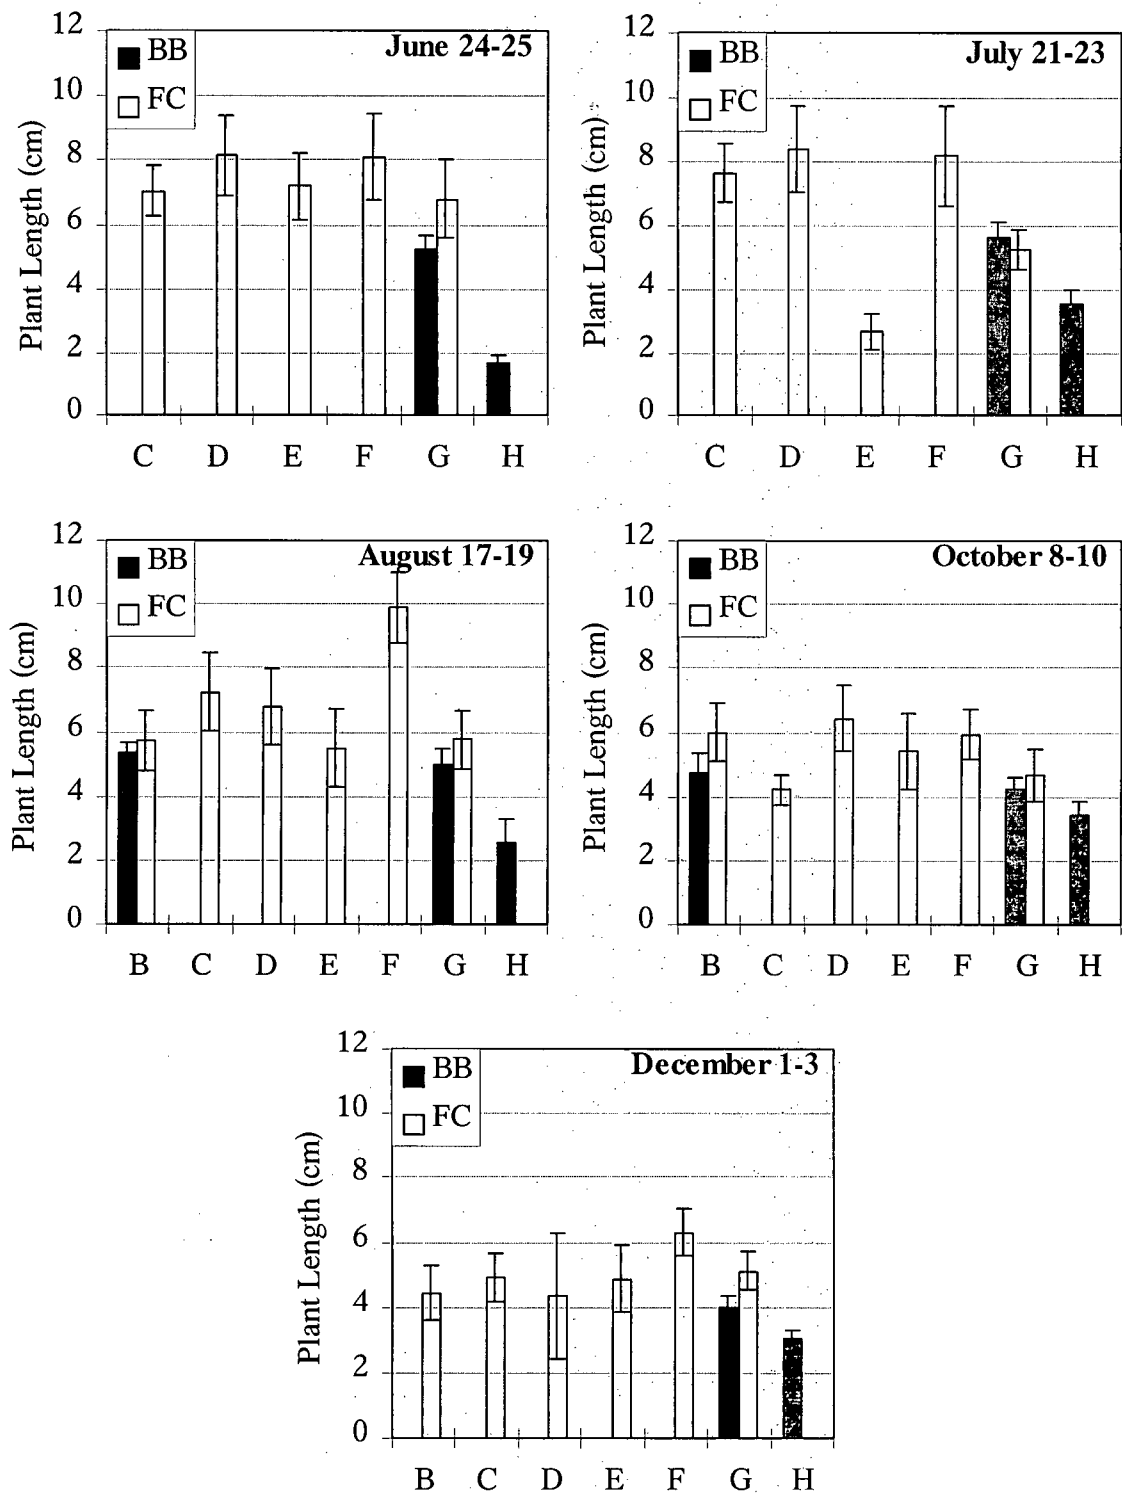 June 24-25
BB
FC
Plant Length (cm)
12
10
8
6
4
2
0
C D E F G H
July 21-23
BB
FC
Plant Length (cm)
12
10
8
6
4
2
0
C D E F G H
August 17-19
BB
FC
Plant Length (cm)
12
10
8
6
4
2
0
B C D E F G H
October 8-10
BB
FC
Plant Length (cm)
12
10
8
6
4
2
0
B C D E F G H
December 1-3
BB
FC
Plant Length (cm)
12
10
8
6
4
2
0
B C D E F G H